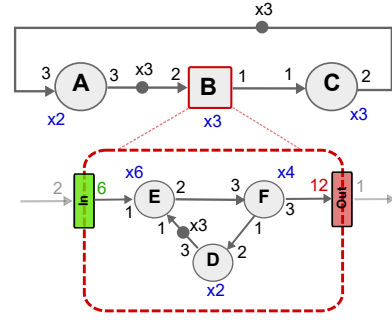 x3
3 A 3 x3 2 B 1 1 C 2
x2 x3 x3
x6 x4
2 In 6 1 E 2 3 F 3 12 Out 1
1 x3 1
3 D 2
x2